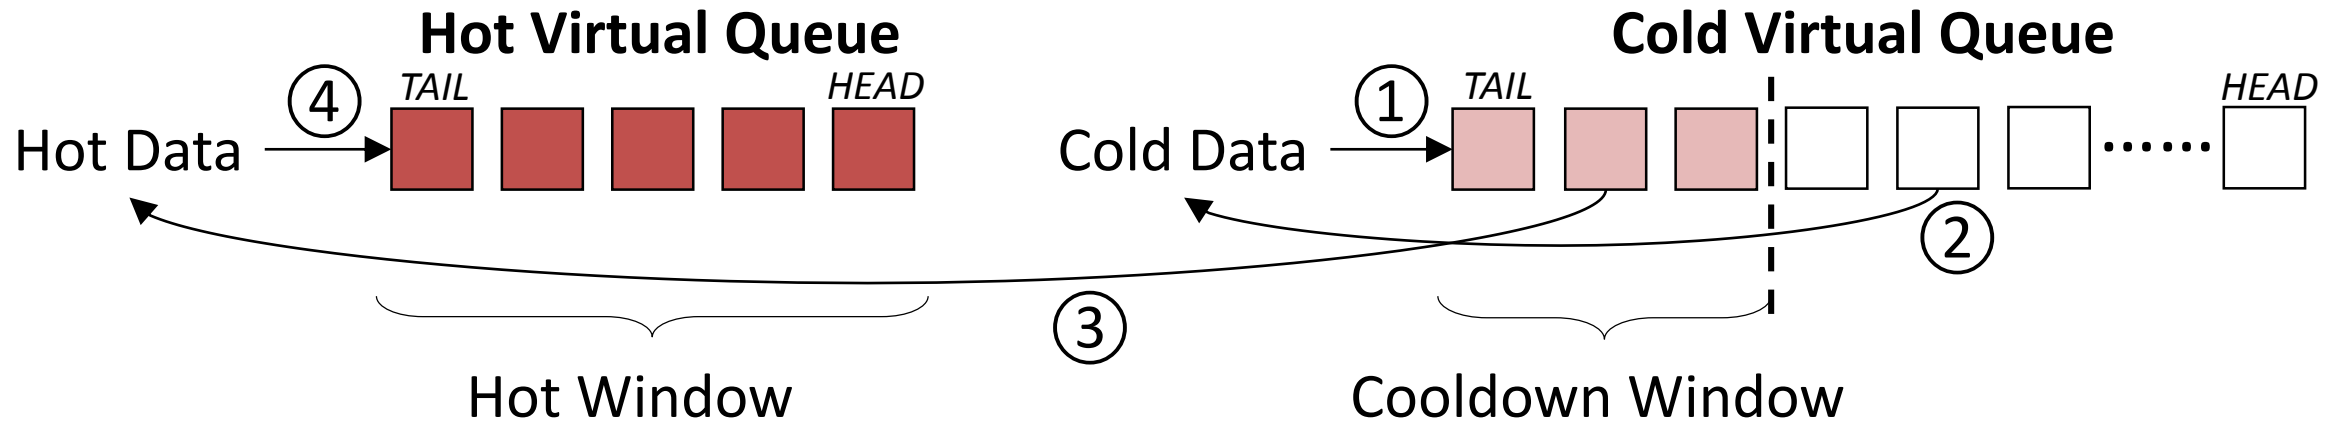 Hot Virtual Queue
Cold Virtual Queue
④
TAIL
HEAD
①
TAIL
HEAD
Hot Data
Cold Data
......
②
③
Hot Window
Cooldown Window